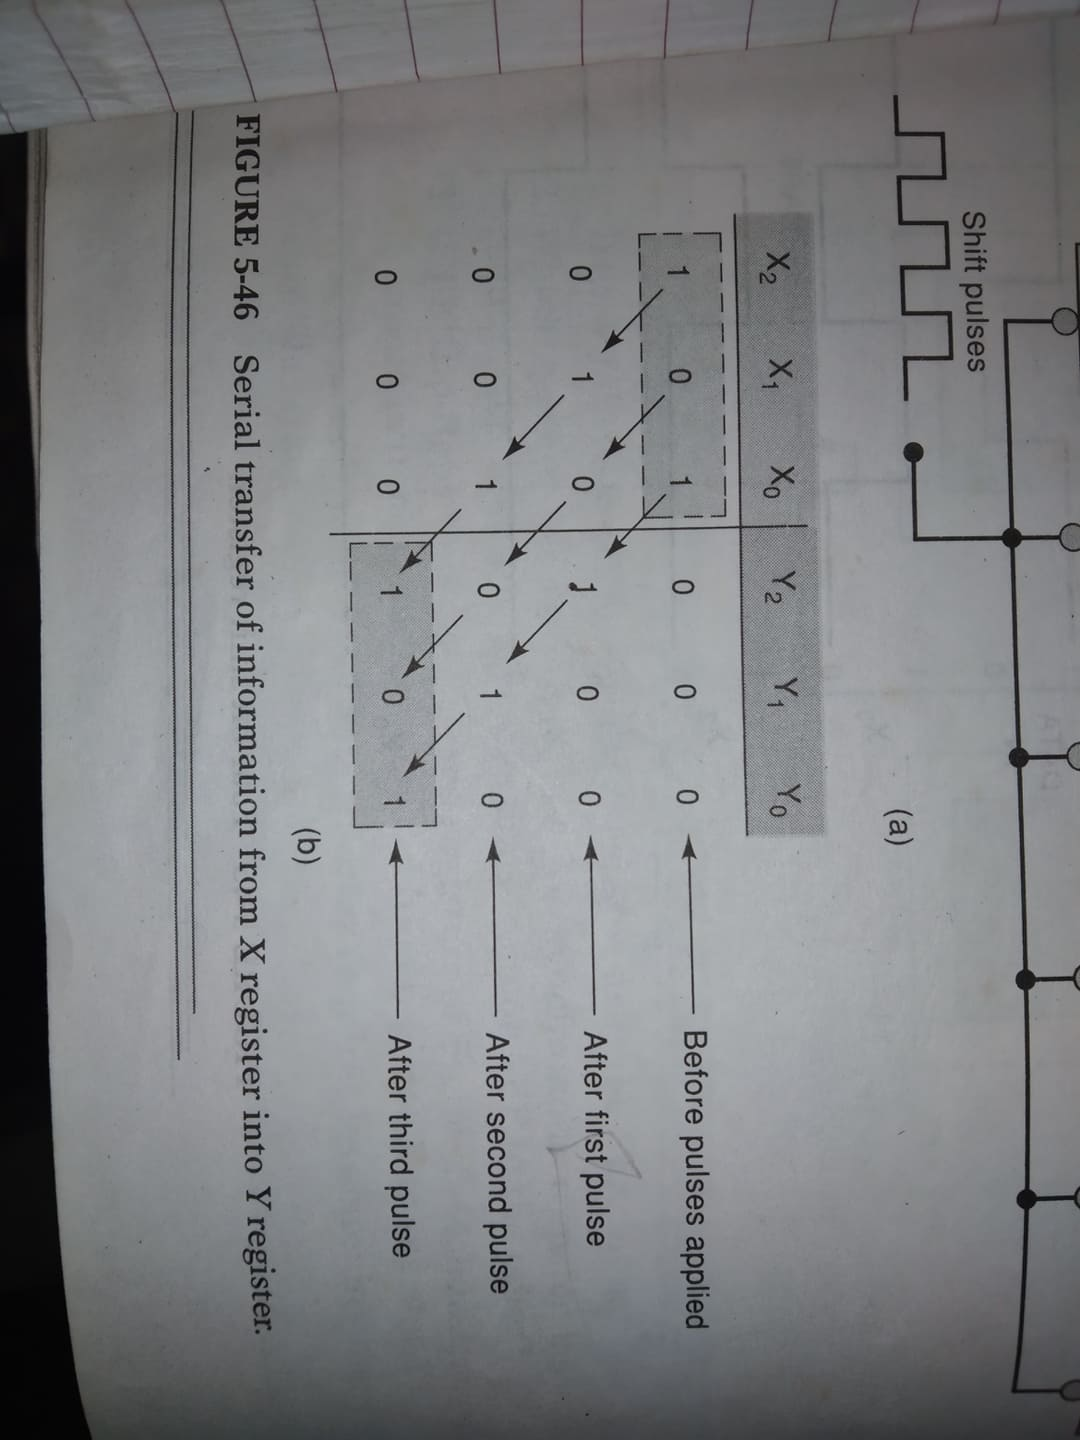 Shift pulses
(a)
X2 X1 X0 Y2 Y1 Y0
1 0 1 0 0 0 Before pulses applied
0 1 0 1 0 0 After first pulse
0 0 1 0 1 0 After second pulse
0 0 0 1 0 1 After third pulse
(b)
FIGURE 5-46 Serial transfer of information from X register into Y register.